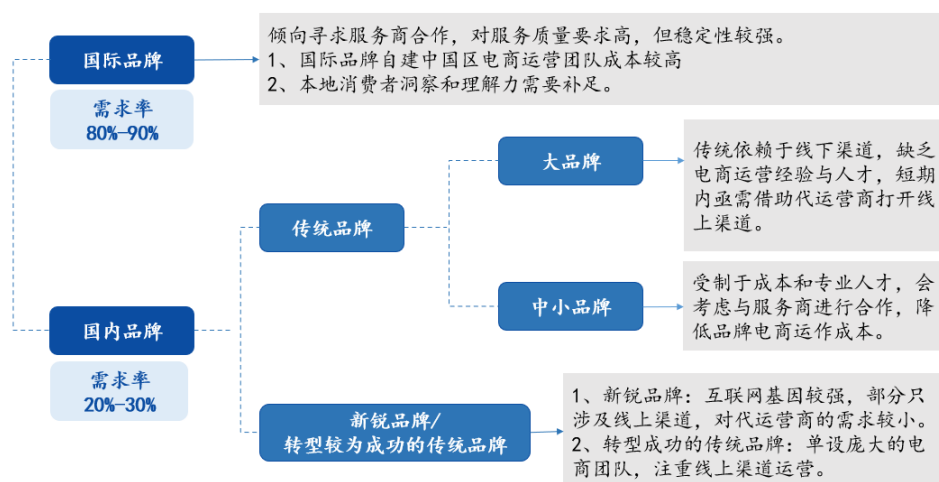 国际品牌
需求率
80%-90%
倾向寻求服务商合作，对服务质量要求高，但稳定性较强。
1、国际品牌自建中国区电商运营团队成本较高
2、本地消费者洞察和理解力需要补足。
国内品牌
需求率
20%-30%
传统品牌
大品牌
传统依赖于线下渠道，缺乏
电商运营经验与人才，短期
内亟需借助代运营商打开线
上渠道。
中小品牌
受制于成本和专业人才，会
考虑与服务商进行合作，降
低品牌电商运作成本。
新锐品牌/
转型较为成功的传统品牌
1、新锐品牌：互联网基因较强，部分只
涉及线上渠道，对代运营商的需求较小。
2、转型成功的传统品牌：单设庞大的电
商团队，注重线上渠道运营。